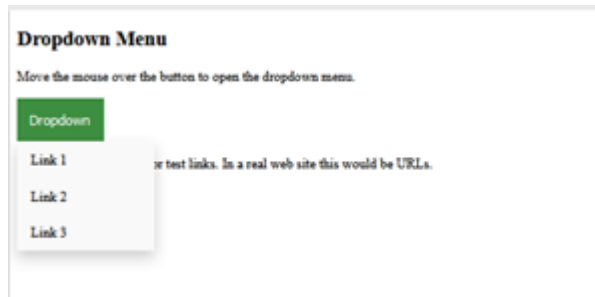 Dropdown Menu
Move the mouse over the button to open the dropdown menu.
Dropdown
Link 1
test links. In a real web site this would be URLs.
Link 2
Link 3